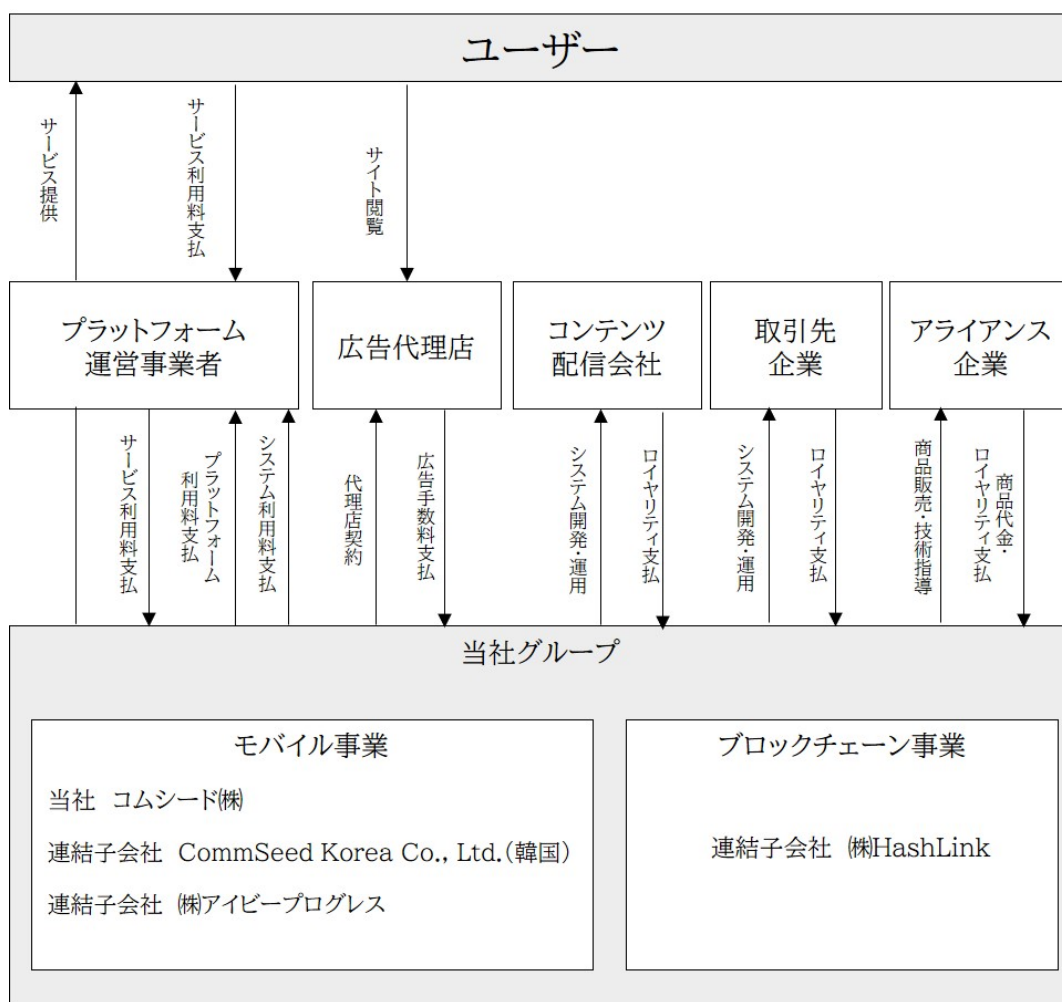 ユーザー
サービス提供
サービス利用料支払
サイト閲覧
プラットフォーム
運営事業者
広告代理店
コンテンツ
配信会社
取引先
企業
アライアンス
企業
サービス利用料支払
プラットフォーム
利用料支払
システム利用料支払
代理店契約
広告手数料支払
システム開発・運用
ロイヤリティ支払
システム開発・運用
ロイヤリティ支払
商品販売・技術指導
商品代金・
ロイヤリティ支払
当社グループ
モバイル事業
当社 コムシード㈱
連結子会社 CommSeed Korea Co., Ltd.(韓国)
連結子会社 ㈱アイビープログレス
ブロックチェーン事業
連結子会社 ㈱HashLink